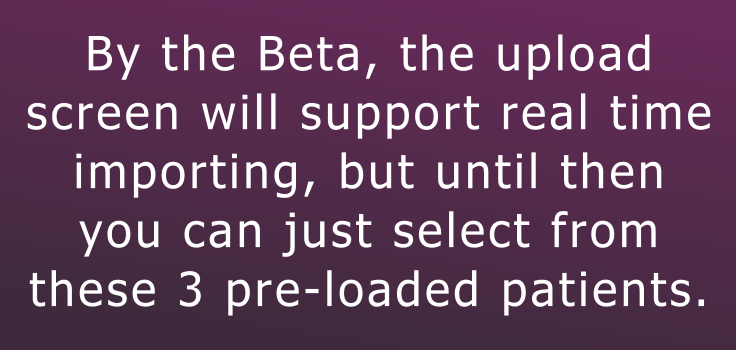 By the Beta, the upload
screen will support real time
importing, but until then
you can just select from
these 3 pre-loaded patients.